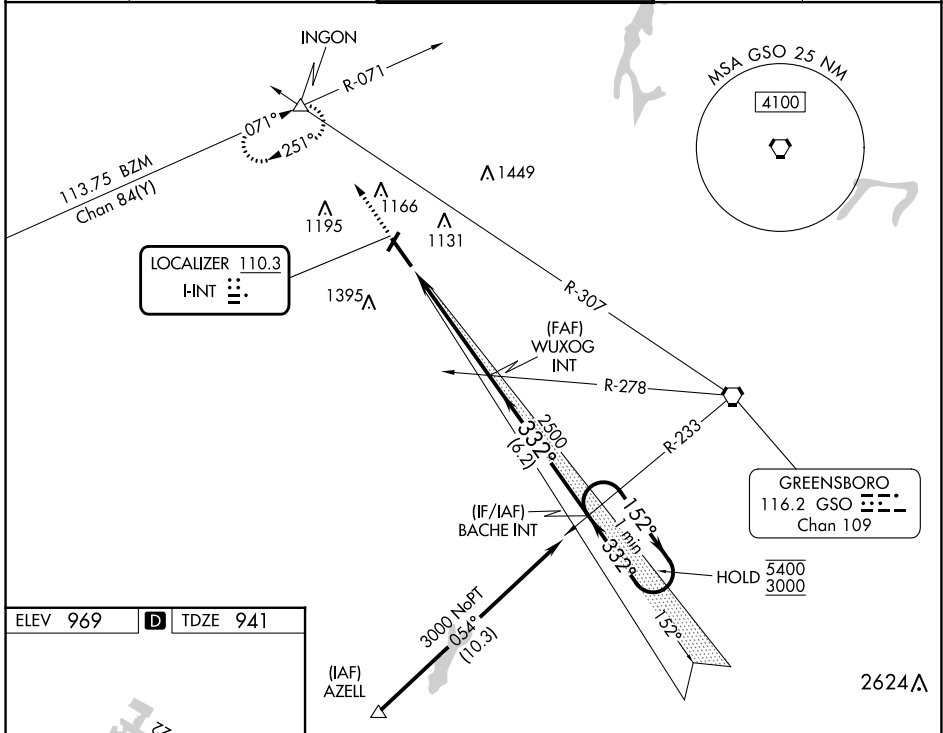 INGON
R-071
071°
251°
113.75 BZM
Chan 84(Y)
MSA GSO 25 NM
4100
1449
1166
1195
1131
LOCALIZER 110.3
I-INT
1395
R-307
(FAF)
WUXOG
INT
R-278
R-233
2500
332°
(6.2)
GREENSBORO
116.2 GSO
Chan 109
(IF/IAF)
BACHE INT
152°
1 min
332°
HOLD 5400
3000
152°
3000 NoPT
054°
(10.3)
(IAF)
AZELL
2624
ELEV 969 D TDZE 941
22